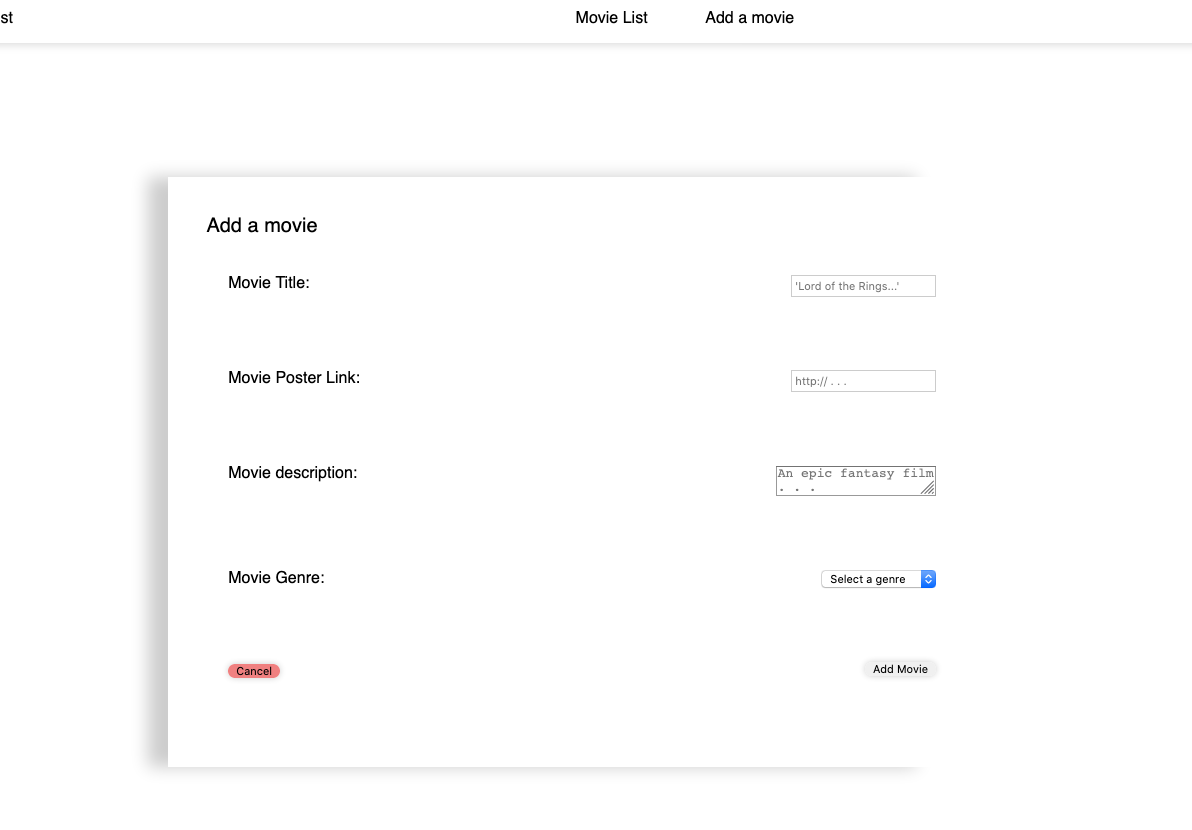 st
Movie List
Add a movie
Add a movie
Movie Title:
'Lord of the Rings...'
Movie Poster Link:
http:// . . .
Movie description:
An epic fantasy film
. . .
Movie Genre:
Select a genre
Cancel
Add Movie